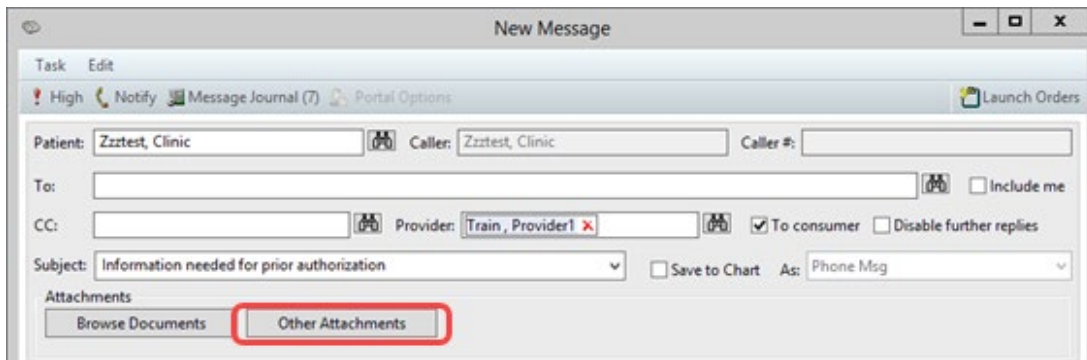 New Message
Task Edit
High Notify Message Journal (7) Portal Options Launch Orders
Patient: Zzztest, Clinic Caller: Zzztest, Clinic Caller #:
To: Include me
CC: Provider: Train , Provider1 To consumer Disable further replies
Subject: Information needed for prior authorization Save to Chart As: Phone Msg
Attachments
Browse Documents Other Attachments